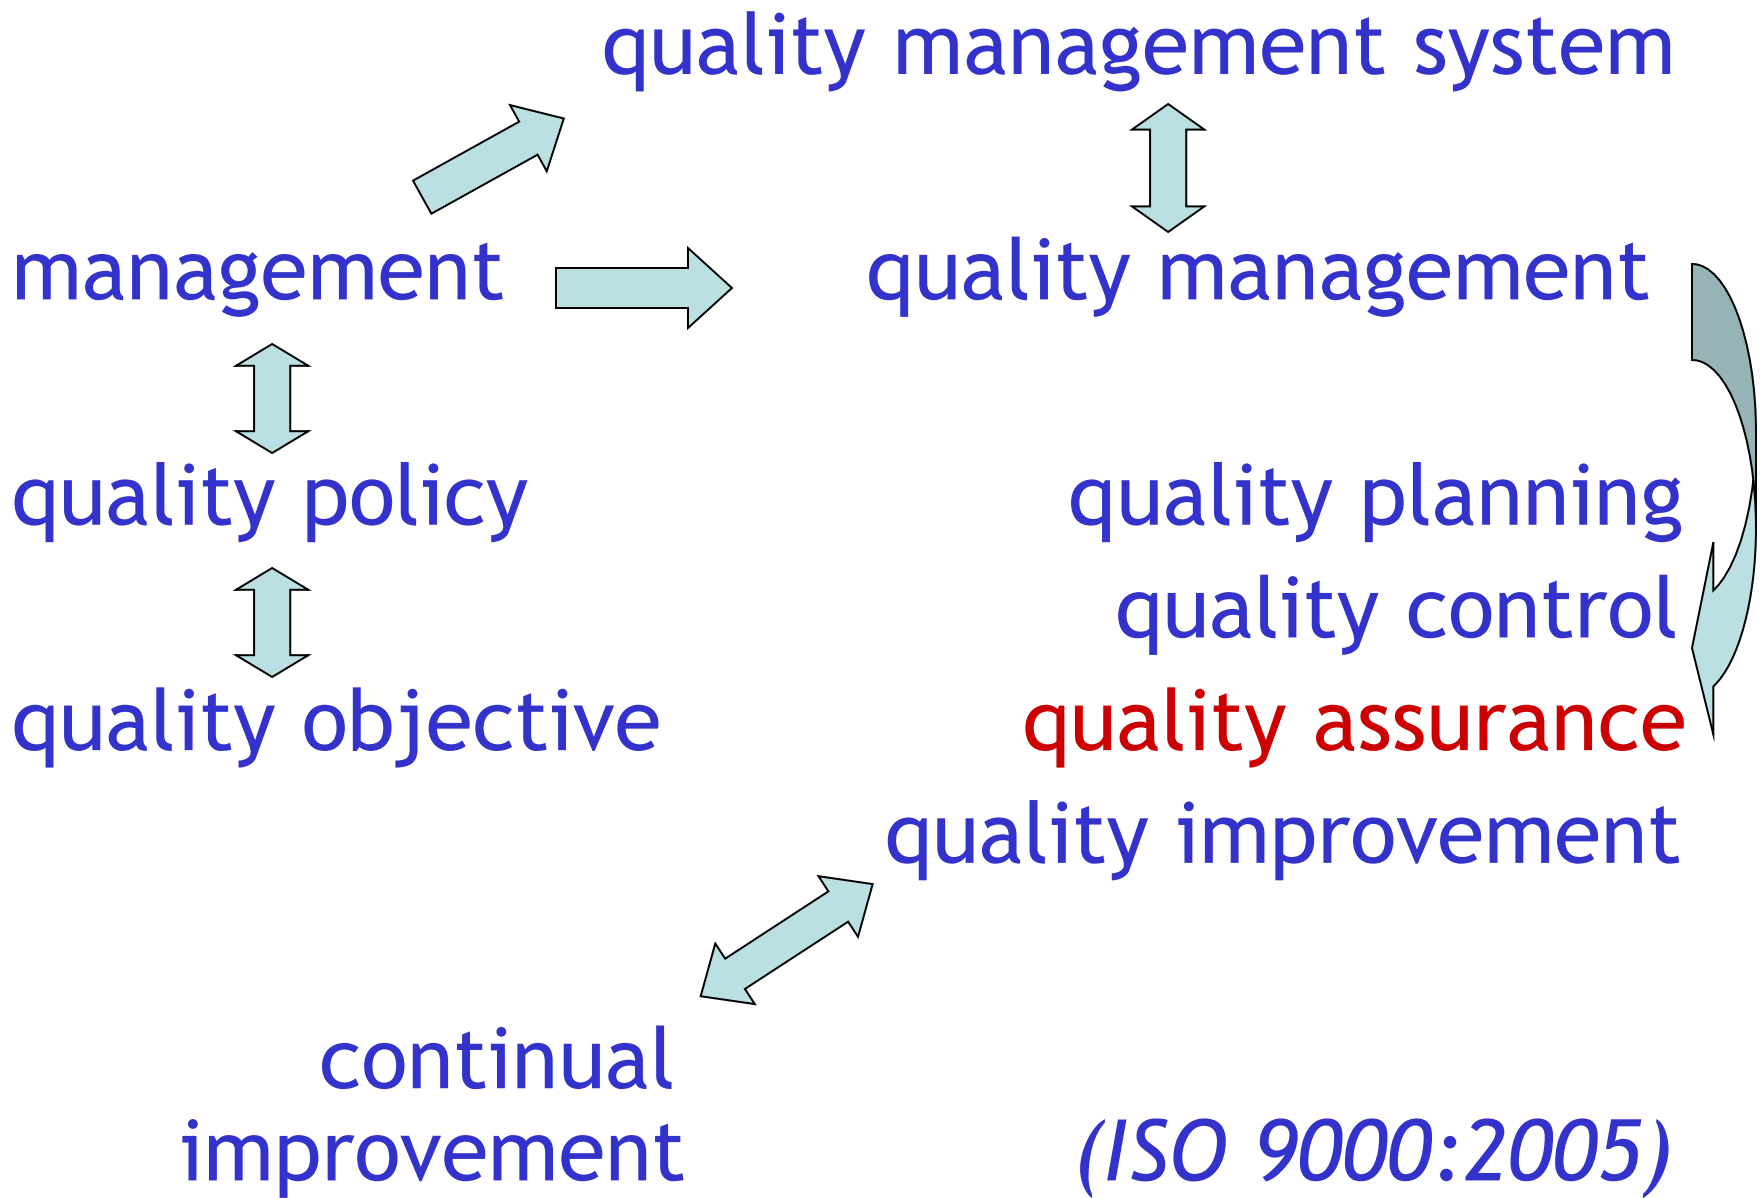 quality management system
management
quality management
quality policy
quality planning
quality control
quality objective
quality assurance
quality improvement
continual
improvement
(ISO 9000:2005)